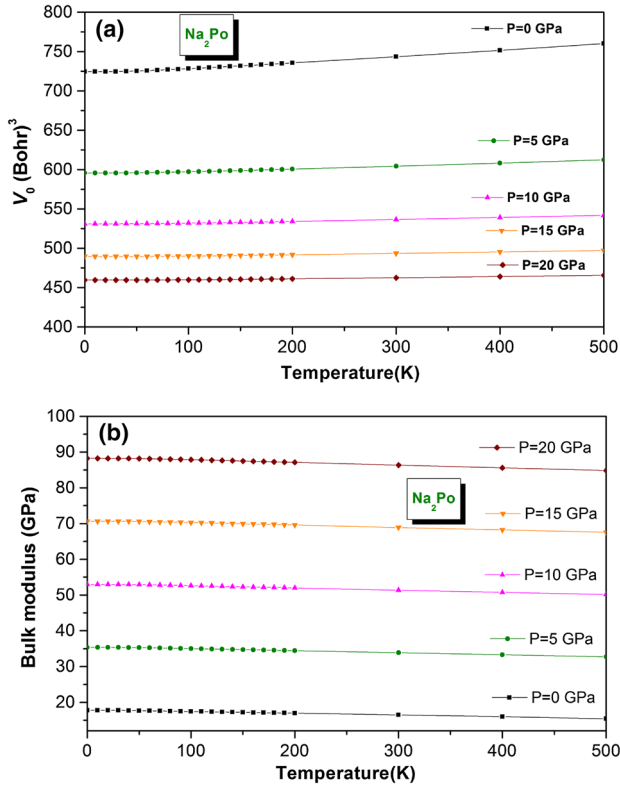 (a)
Na₂Po
P=0 GPa
P=5 GPa
P=10 GPa
P=15 GPa
P=20 GPa
V₀ (Bohr)³
800
750
700
650
600
550
500
450
400
0 100 200 300 400 500
Temperature(K)
(b)
P=20 GPa
Na₂Po
P=15 GPa
P=10 GPa
P=5 GPa
P=0 GPa
Bulk modulus (GPa)
100
90
80
70
60
50
40
30
20
0 100 200 300 400 500
Temperature(K)